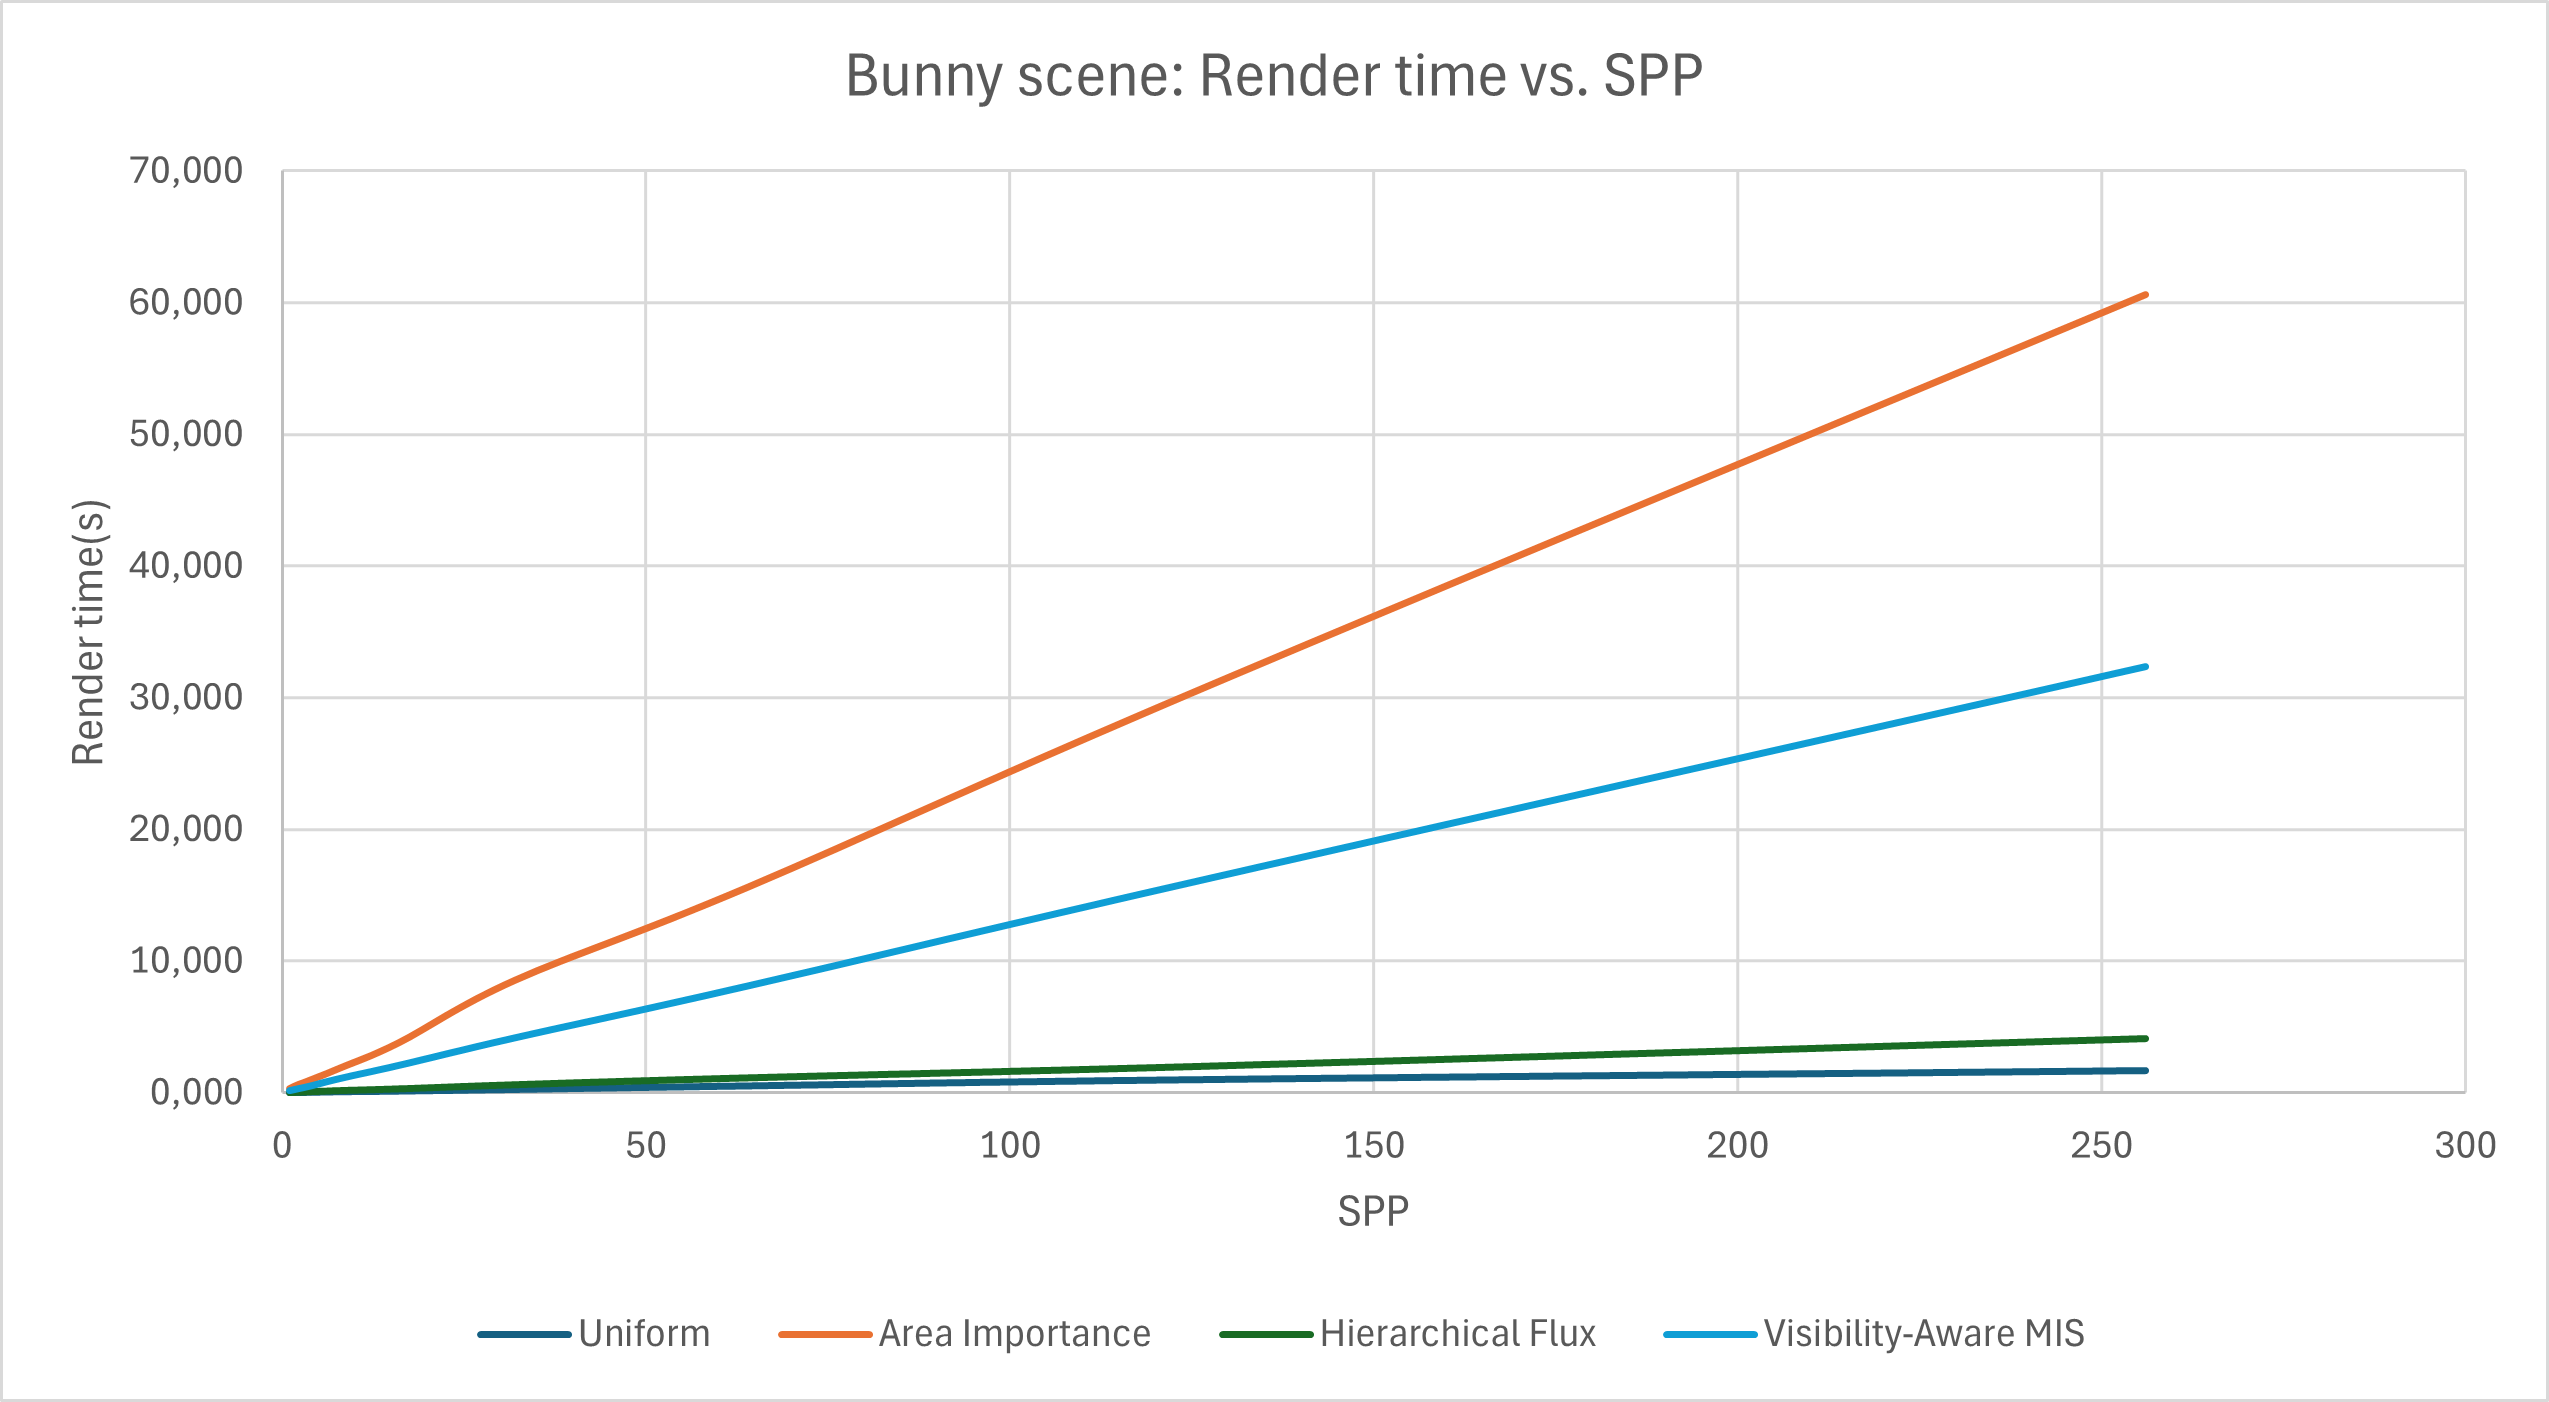 Bunny scene: Render time vs. SPP
70,000
60,000
50,000
40,000
30,000
20,000
10,000
0,000
Render time(s)
0 50 100 150 200 250 300
SPP
Uniform Area Importance Hierarchical Flux Visibility-Aware MIS